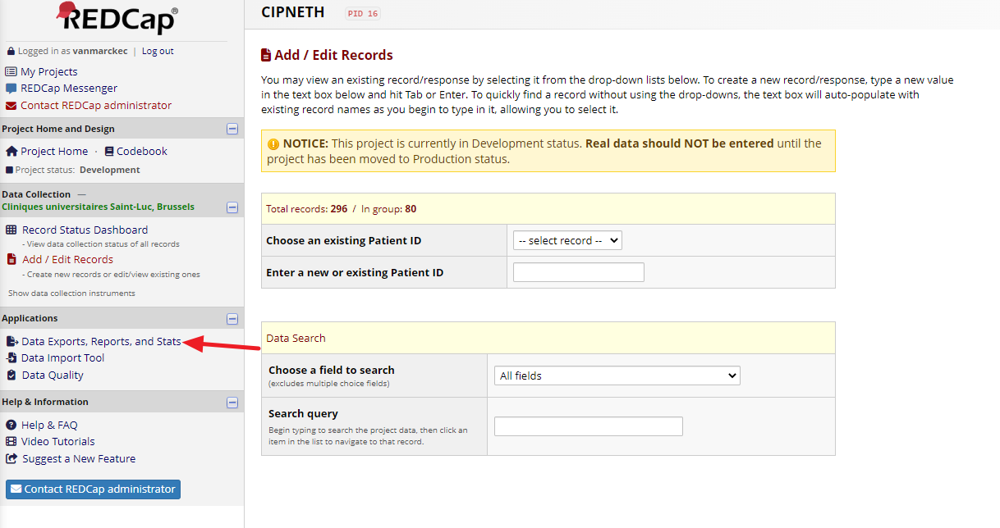 REDCap®
Logged in as vanmarckec | Log out
My Projects
REDCap Messenger
Contact REDCap administrator
Project Home and Design
Project Home · Codebook
Project status: Development
Data Collection —
Cliniques universitaires Saint-Luc, Brussels
Record Status Dashboard
- View data collection status of all records
Add / Edit Records
- Create new records or edit/view existing ones
Show data collection instruments
Applications
Data Exports, Reports, and Stats
Data Import Tool
Data Quality
Help & Information
Help & FAQ
Video Tutorials
Suggest a New Feature
Contact REDCap administrator
CIPNETH PID 16
Add / Edit Records
You may view an existing record/response by selecting it from the drop-down lists below. To create a new record/response, type a new value
in the text box below and hit Tab or Enter. To quickly find a record without using the drop-downs, the text box will auto-populate with
existing record names as you begin to type in it, allowing you to select it.
NOTICE: This project is currently in Development status. Real data should NOT be entered until the
project has been moved to Production status.
Total records: 296 / In group: 80
Choose an existing Patient ID
-- select record --
Enter a new or existing Patient ID
Data Search
Choose a field to search
(excludes multiple choice fields)
All fields
Search query
Begin typing to search the project data, then click an
item in the list to navigate to that record.